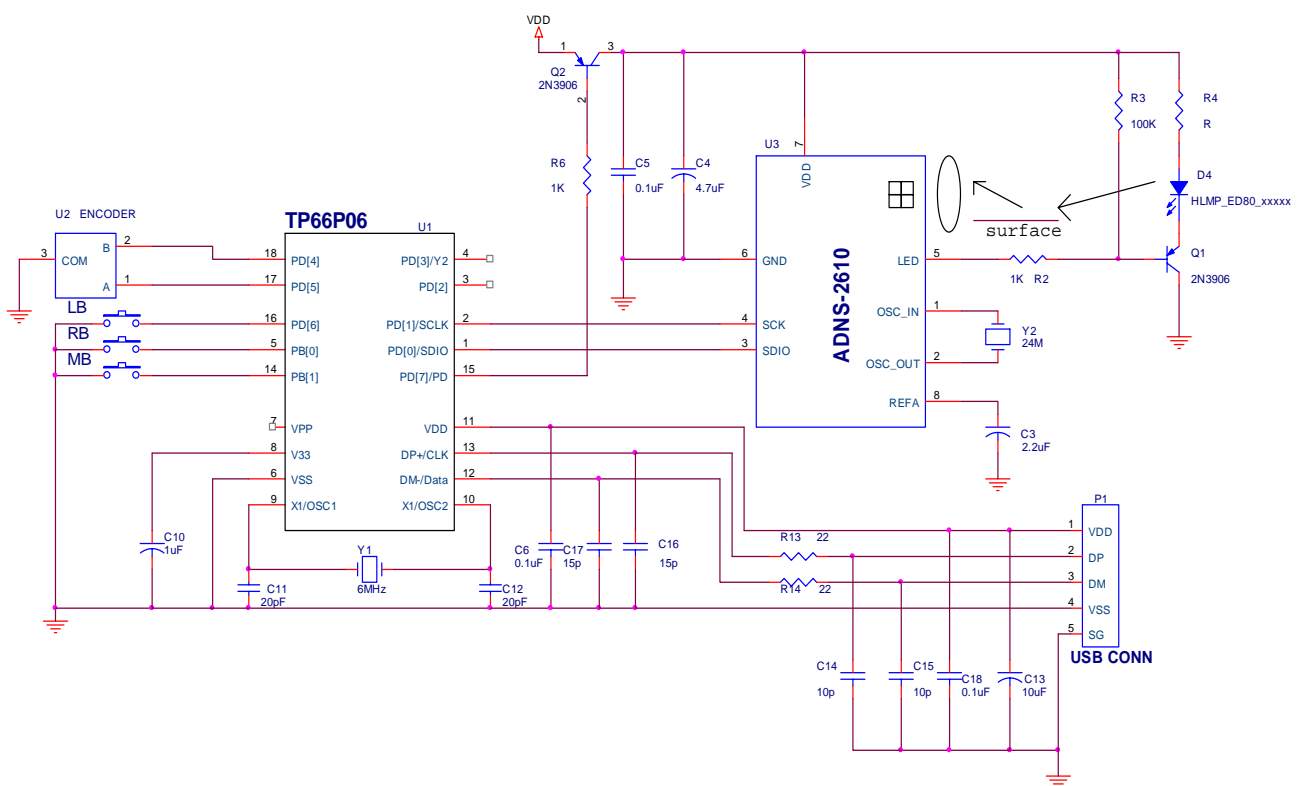 VDD
1
3
Q2
2N3906
2
R6
1K
C5
0.1uF
C4
4.7uF
R3
100K
R4
R
D4
HLMP_ED80_xxxxx
Q1
2N3906
U3
7
VDD
surface
ADNS-2610
6
GND
4
SCK
3
SDIO
LED
5
1K R2
OSC_IN
1
OSC_OUT
2
Y2
24M
REFA
8
C3
2.2uF
U2 ENCODER
3
COM
B
2
A
1
LB
RB
MB
TP66P06
U1
18
PD[4]
17
PD[5]
16
PD[6]
5
PB[0]
14
PB[1]
7
VPP
8
V33
6
VSS
9
X1/OSC1
PD[3]/Y2
4
PD[2]
3
PD[1]/SCLK
2
PD[0]/SDIO
1
PD[7]/PD
15
VDD
11
DP+/CLK
13
DM-/Data
12
X1/OSC2
10
C10
1uF
C11
20pF
Y1
6MHz
C12
20pF
C6
0.1uF
C17
15p
C16
15p
R13 22
R14 22
P1
1
VDD
2
DP
3
DM
4
VSS
5
SG
USB CONN
C14
10p
C15
10p
C18
0.1uF
C13
10uF